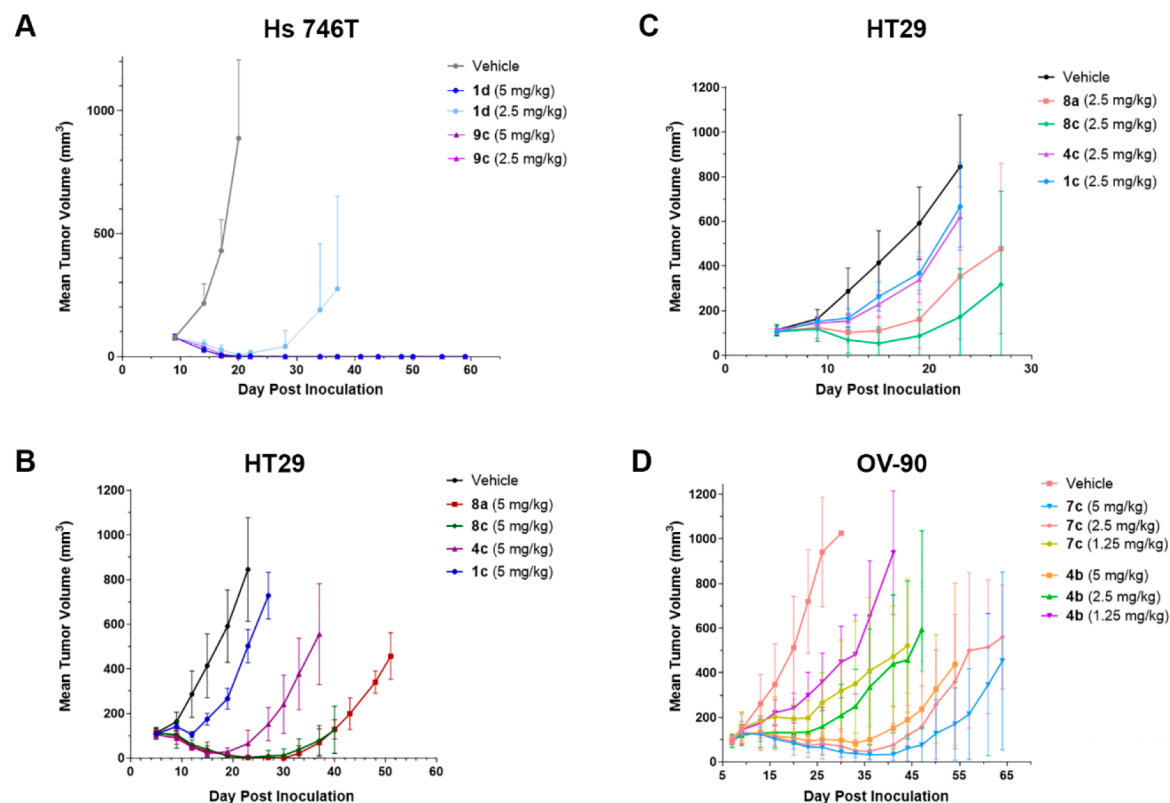 A
Hs 746T
Mean Tumor Volume (mm³)
1000
500
0
0
10
20
30
40
50
60
Day Post Inoculation
Vehicle
1d (5 mg/kg)
1d (2.5 mg/kg)
9c (5 mg/kg)
9c (2.5 mg/kg)
C
HT29
Mean Tumor Volume (mm³)
1200
1000
800
600
400
200
0
0
10
20
30
Day Post Inoculation
Vehicle
8a (2.5 mg/kg)
8c (2.5 mg/kg)
4c (2.5 mg/kg)
1c (2.5 mg/kg)
B
HT29
Mean Tumor Volume (mm³)
1200
1000
800
600
400
200
0
0
10
20
30
40
50
60
Day Post Inoculation
Vehicle
8a (5 mg/kg)
8c (5 mg/kg)
4c (5 mg/kg)
1c (5 mg/kg)
D
OV-90
Mean Tumor Volume (mm³)
1200
1000
800
600
400
200
0
5
15
25
35
45
55
65
Day Post Inoculation
Vehicle
7c (5 mg/kg)
7c (2.5 mg/kg)
7c (1.25 mg/kg)
4b (5 mg/kg)
4b (2.5 mg/kg)
4b (1.25 mg/kg)